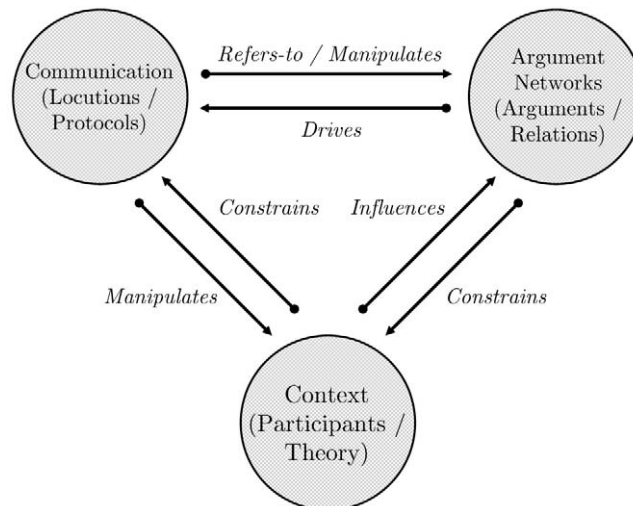 Communication
(Locutions /
Protocols)
Refers-to / Manipulates
Drives
Argument
Networks
(Arguments /
Relations)
Constrains
Influences
Manipulates
Constrains
Context
(Participants /
Theory)